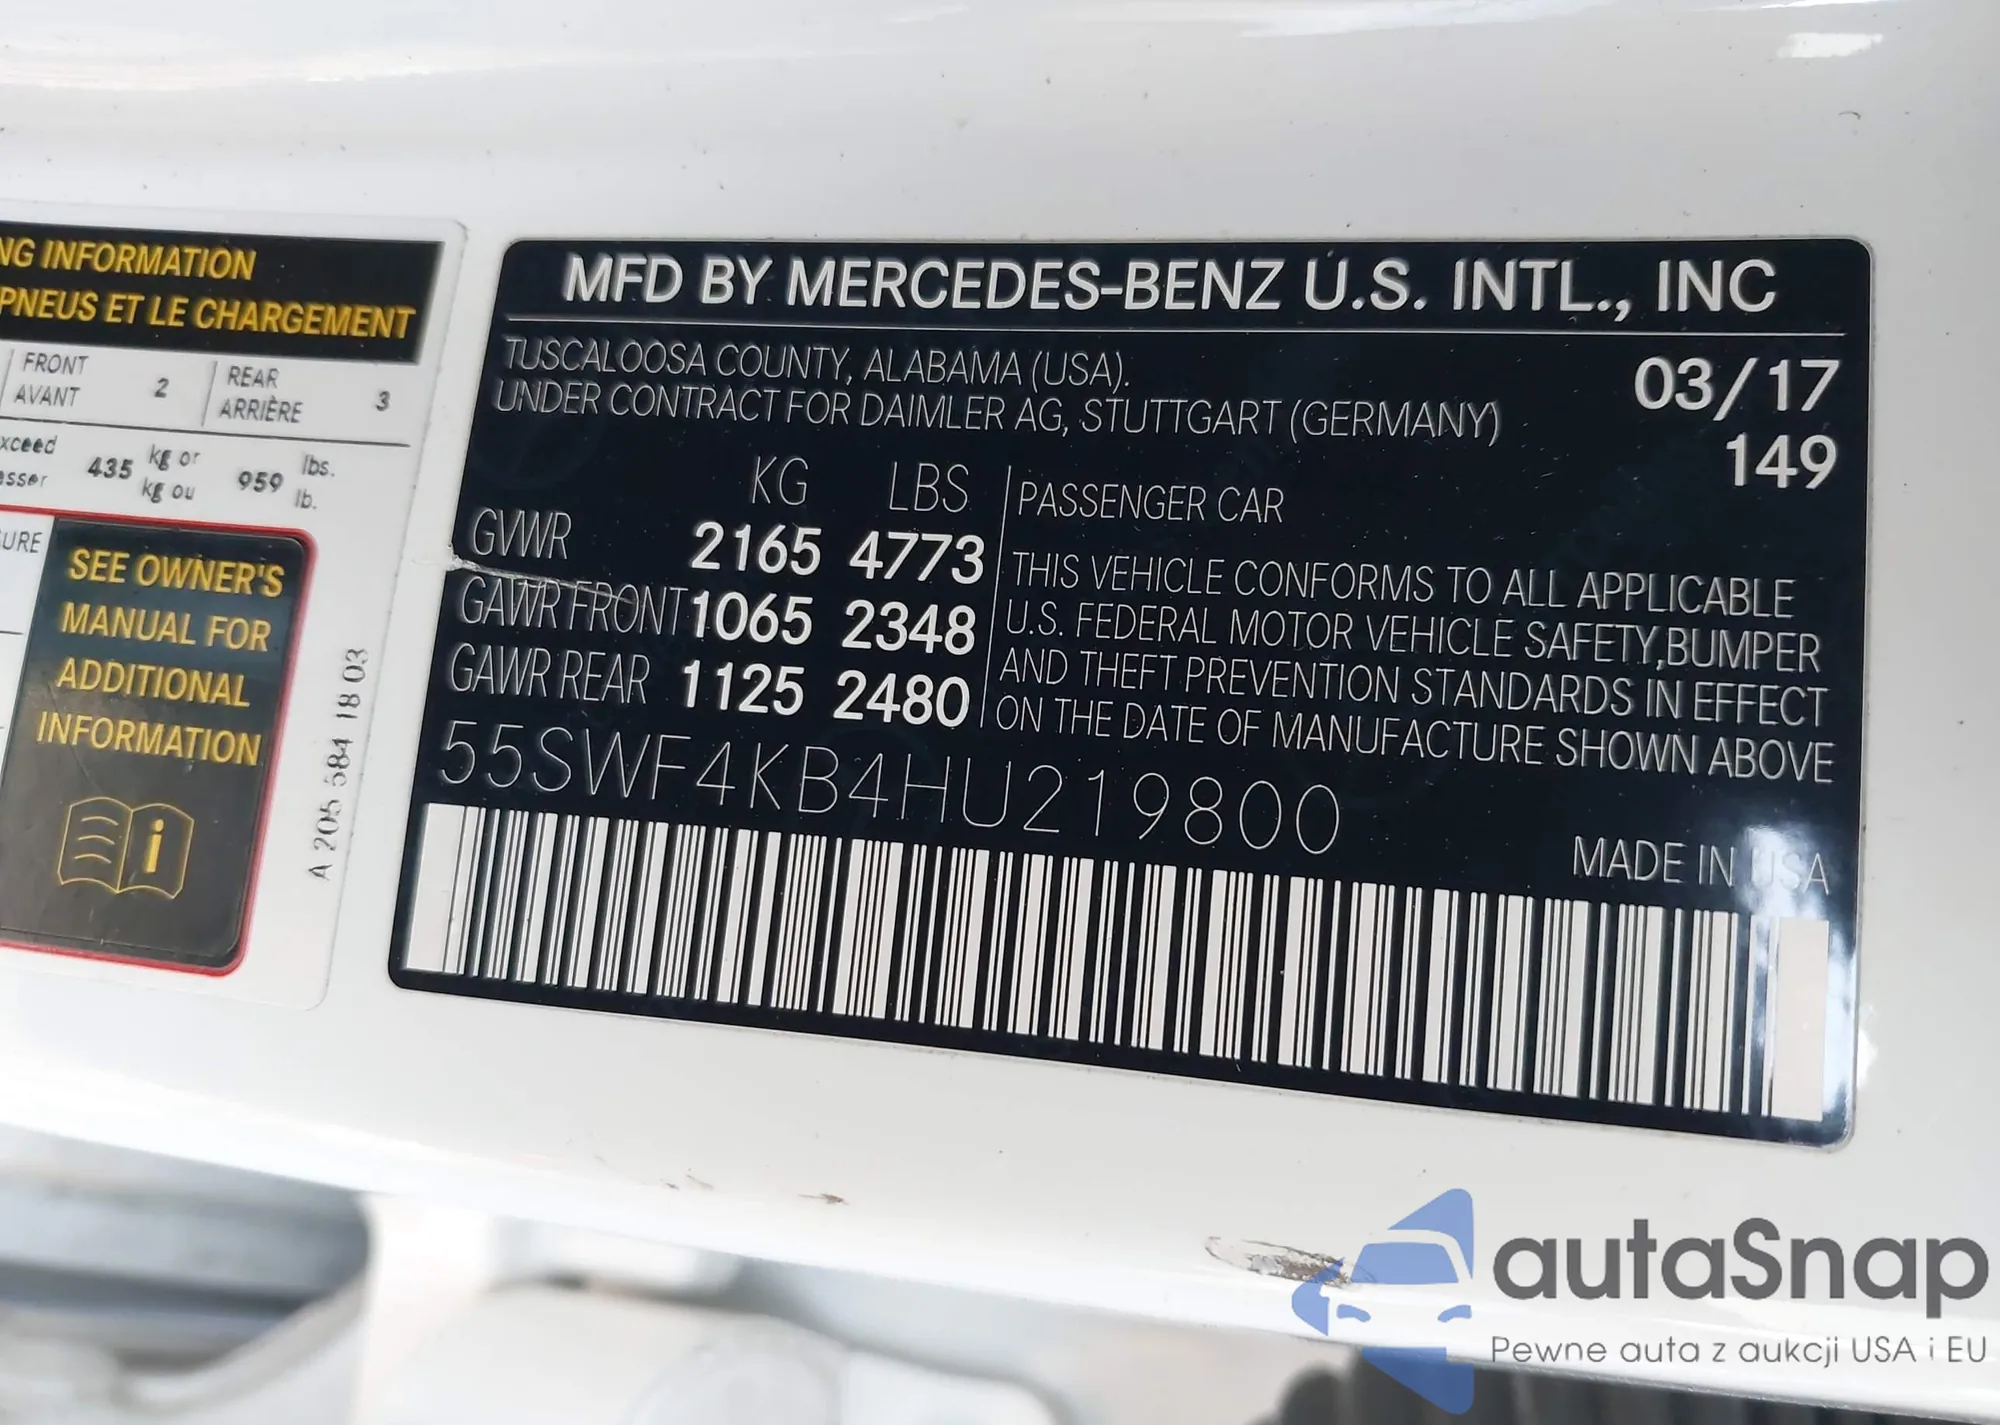 NG INFORMATION
PNEUS ET LE CHARGEMENT
FRONT
AVANT
2
REAR
ARRIÈRE
3
xceed
esser
435
kg or
kg ou
959
lbs.
lb.
URE
SEE OWNER'S
MANUAL FOR
ADDITIONAL
INFORMATION
i
A 205 584 18 03
MFD BY MERCEDES-BENZ U.S. INTL., INC
TUSCALOOSA COUNTY, ALABAMA (USA).
UNDER CONTRACT FOR DAIMLER AG, STUTTGART (GERMANY)
03/17
149
KG LBS
GVWR 2165 4773
GAWR FRONT 1065 2348
GAWR REAR 1125 2480
PASSENGER CAR
THIS VEHICLE CONFORMS TO ALL APPLICABLE
U.S. FEDERAL MOTOR VEHICLE SAFETY,BUMPER
AND THEFT PREVENTION STANDARDS IN EFFECT
ON THE DATE OF MANUFACTURE SHOWN ABOVE
55SWF4KB4HU219800
MADE IN USA
autaSnap
Pewne auta z aukcji USA i EU